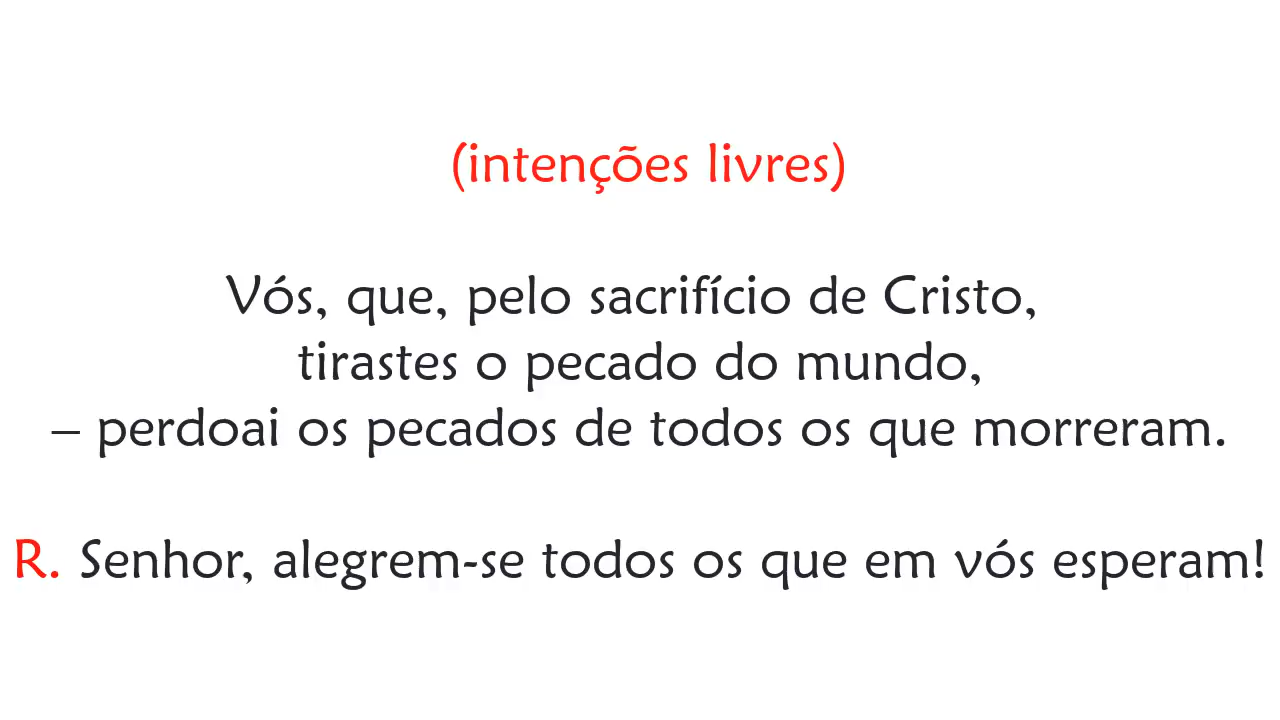 (intenções livres)
Vós, que, pelo sacrifício de Cristo,
tirastes o pecado do mundo,
– perdoai os pecados de todos os que morreram.
R. Senhor, alegrem-se todos os que em vós esperam!